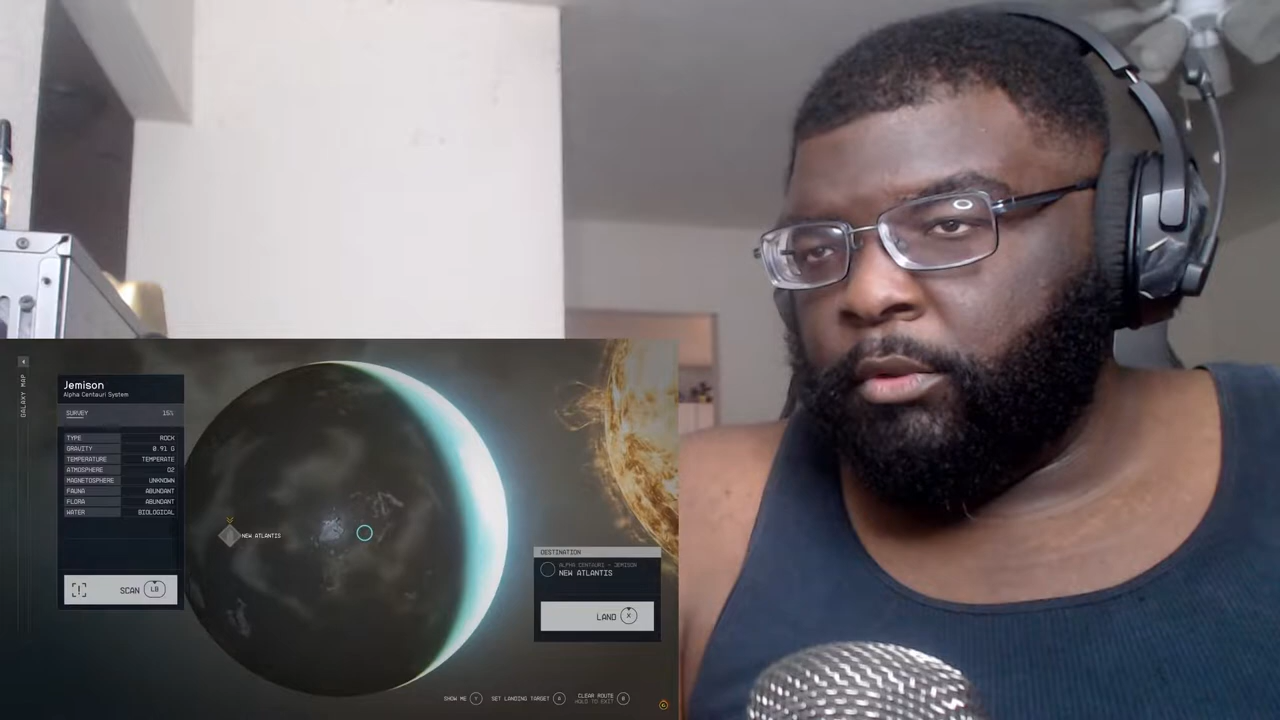 GALAXY MAP
Jemison
Alpha Centauri System
SURVEY 15%
TYPE ROCK
GRAVITY 0.91 G
TEMPERATURE TEMPERATE
ATMOSPHERE O2
MAGNETOSPHERE UNKNOWN
FAUNA ABUNDANT
FLORA ABUNDANT
WATER BIOLOGICAL
SCAN LB
NEW ATLANTIS
DESTINATION
ALPHA CENTAURI - JEMISON
NEW ATLANTIS
LAND X
SHOW ME Y SET LANDING TARGET A CLEAR ROUTE B
HOLD TO EXIT